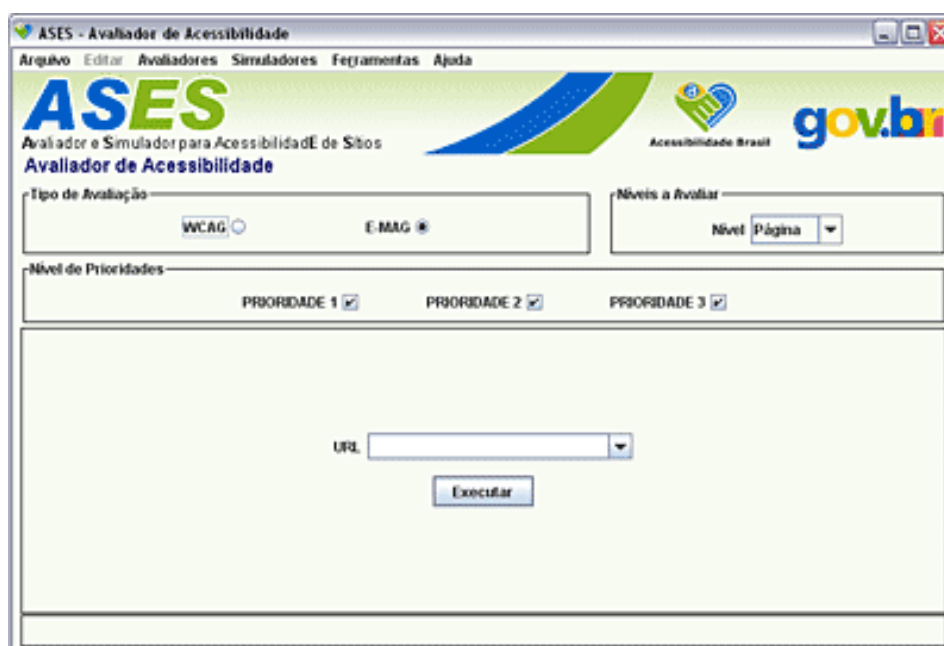 ASES - Avaliador de Acessibilidade
Arquivo Editar Avaliadores Simuladores Ferramentas Ajuda
ASES
Avaliador e Simulador para AcessibilidadE de Sítios
Acessibilidade Brasil
gov.br
Avaliador de Acessibilidade
Tipo de Avaliação
WCAG
E-MAG
Níveis a Avaliar
Nível Página
Nível de Prioridades
PRIORIDADE 1 PRIORIDADE 2 PRIORIDADE 3
URL
Executar